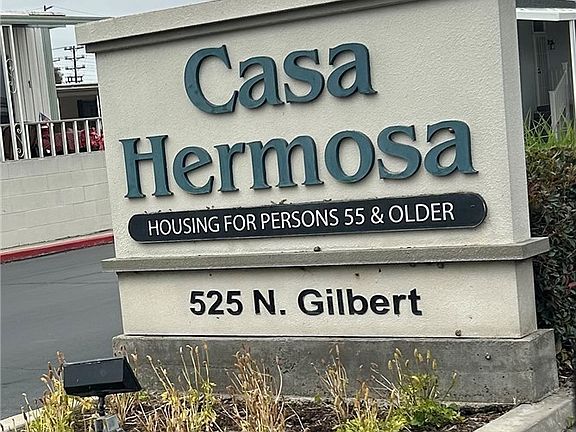 Casa
Hermosa
HOUSING FOR PERSONS 55 & OLDER
525 N. Gilbert